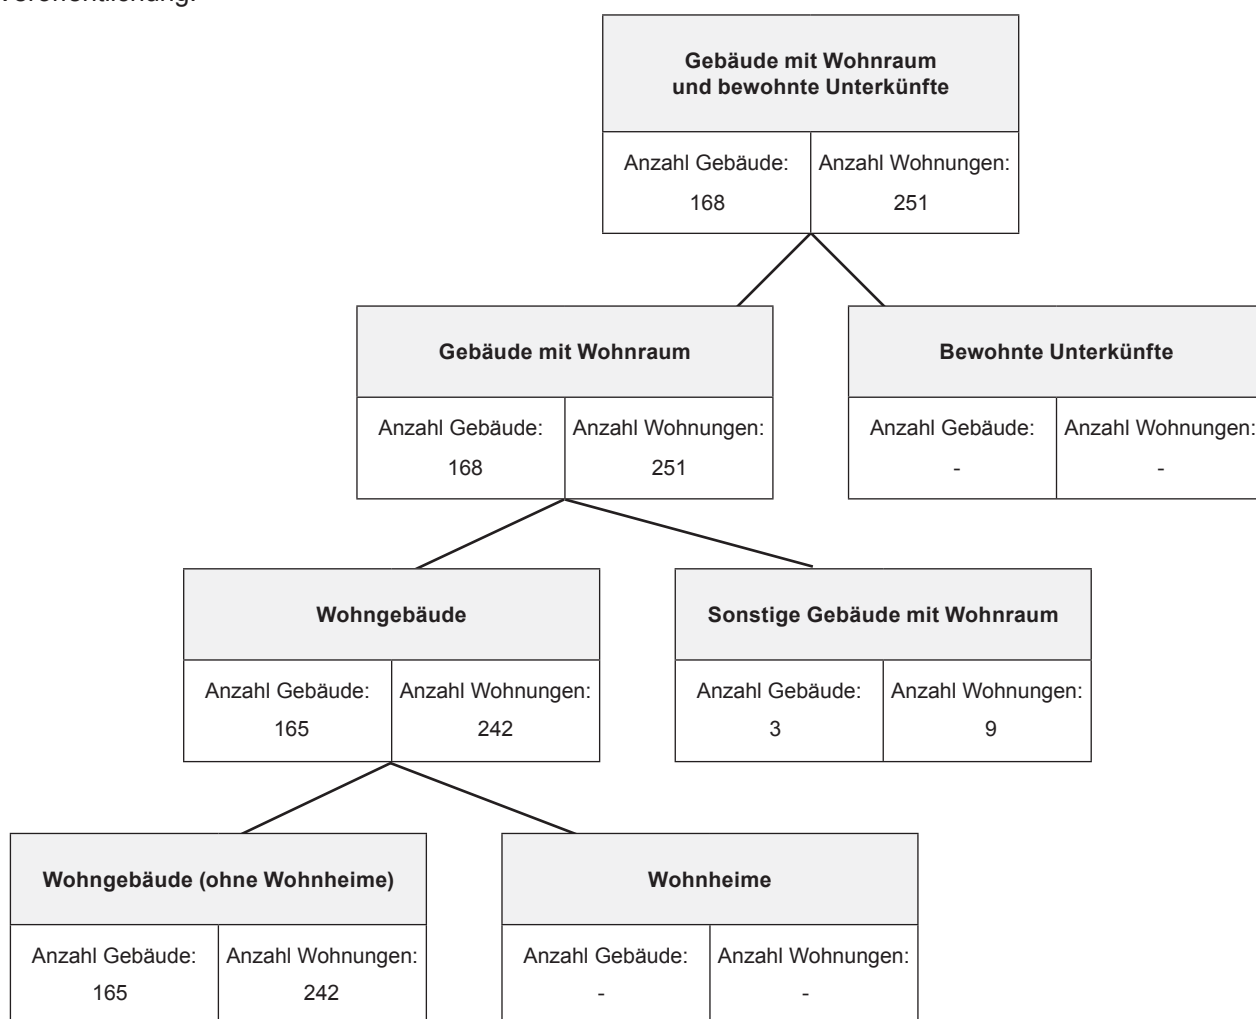 Veröffentlichung.
Gebäude mit Wohnraum
und bewohnte Unterkünfte
Anzahl Gebäude: Anzahl Wohnungen:
168 251
Gebäude mit Wohnraum Bewohnte Unterkünfte
Anzahl Gebäude: Anzahl Wohnungen: Anzahl Gebäude: Anzahl Wohnungen:
168 251 - -
Wohngebäude Sonstige Gebäude mit Wohnraum
Anzahl Gebäude: Anzahl Wohnungen: Anzahl Gebäude: Anzahl Wohnungen:
165 242 3 9
Wohngebäude (ohne Wohnheime) Wohnheime
Anzahl Gebäude: Anzahl Wohnungen: Anzahl Gebäude: Anzahl Wohnungen:
165 242 - -